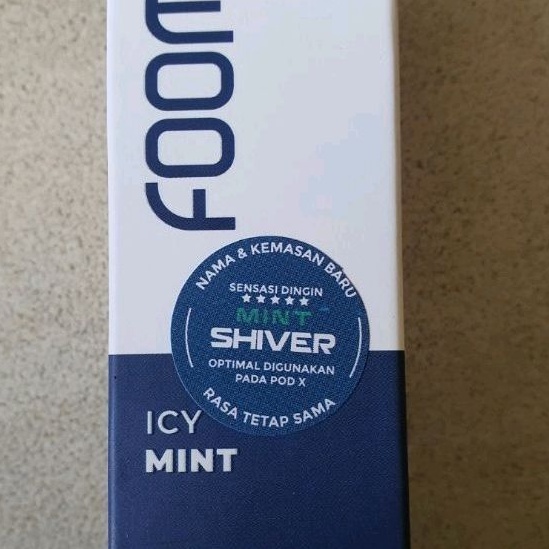 FOOM
NAMA & KEMASAN BARU
SENSASI DINGIN
MINT
SHIVER
OPTIMAL DIGUNAKAN
PADA POD X
RASA TETAP SAMA
ICY
MINT